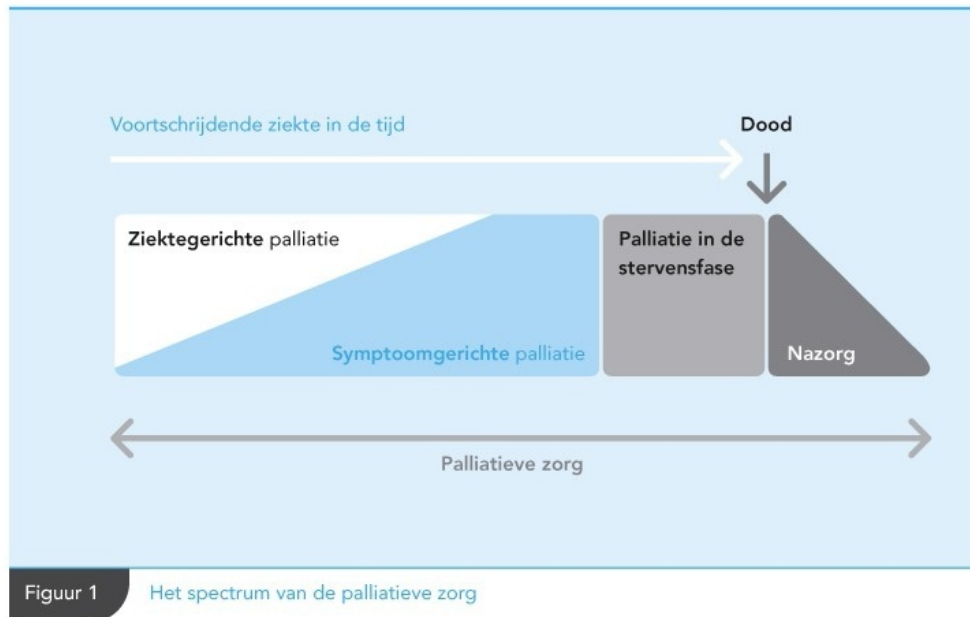 Voortschrijdende ziekte in de tijd
Dood
Ziektegerichte palliatie
Palliatie in de
stervensfase
Symptoomgerichte palliatie
Nazorg
Palliatieve zorg
Figuur 1
Het spectrum van de palliatieve zorg